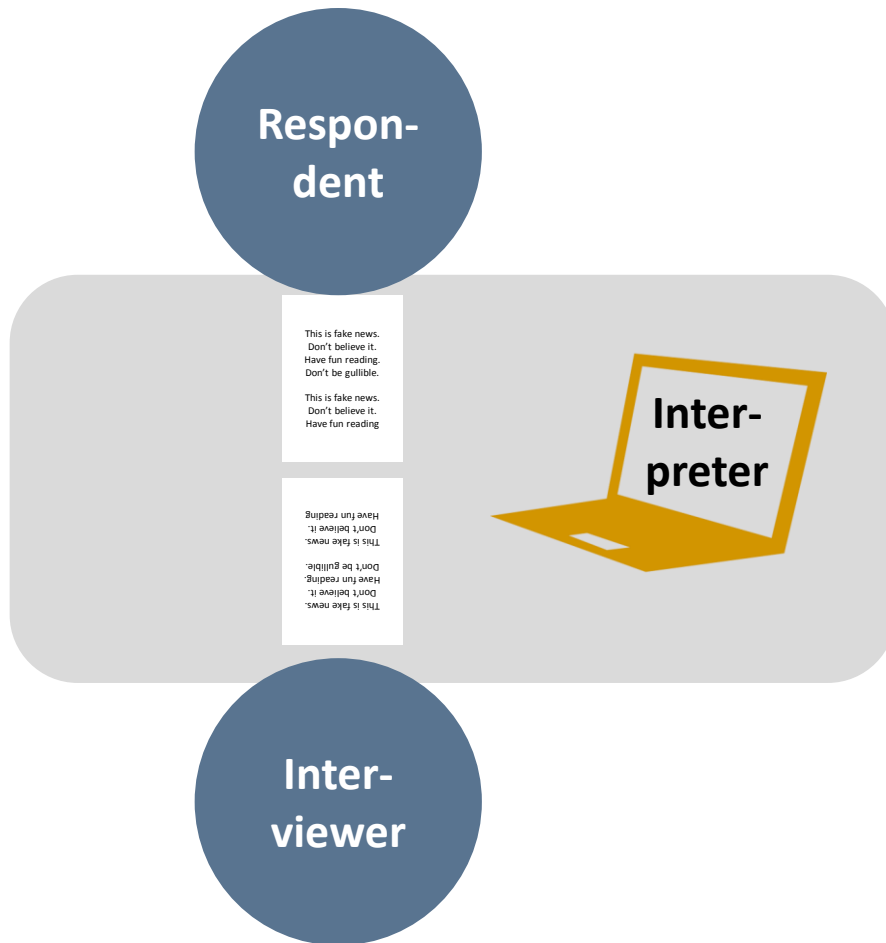 Respon-
dent
This is fake news.
Don't believe it.
Have fun reading.
Don't be gullible.
This is fake news.
Don't believe it.
Have fun reading
Inter-
preter
This is fake news.
Don't believe it.
Have fun reading.
Don't be gullible.
This is fake news.
Don't believe it.
Have fun reading
Inter-
viewer